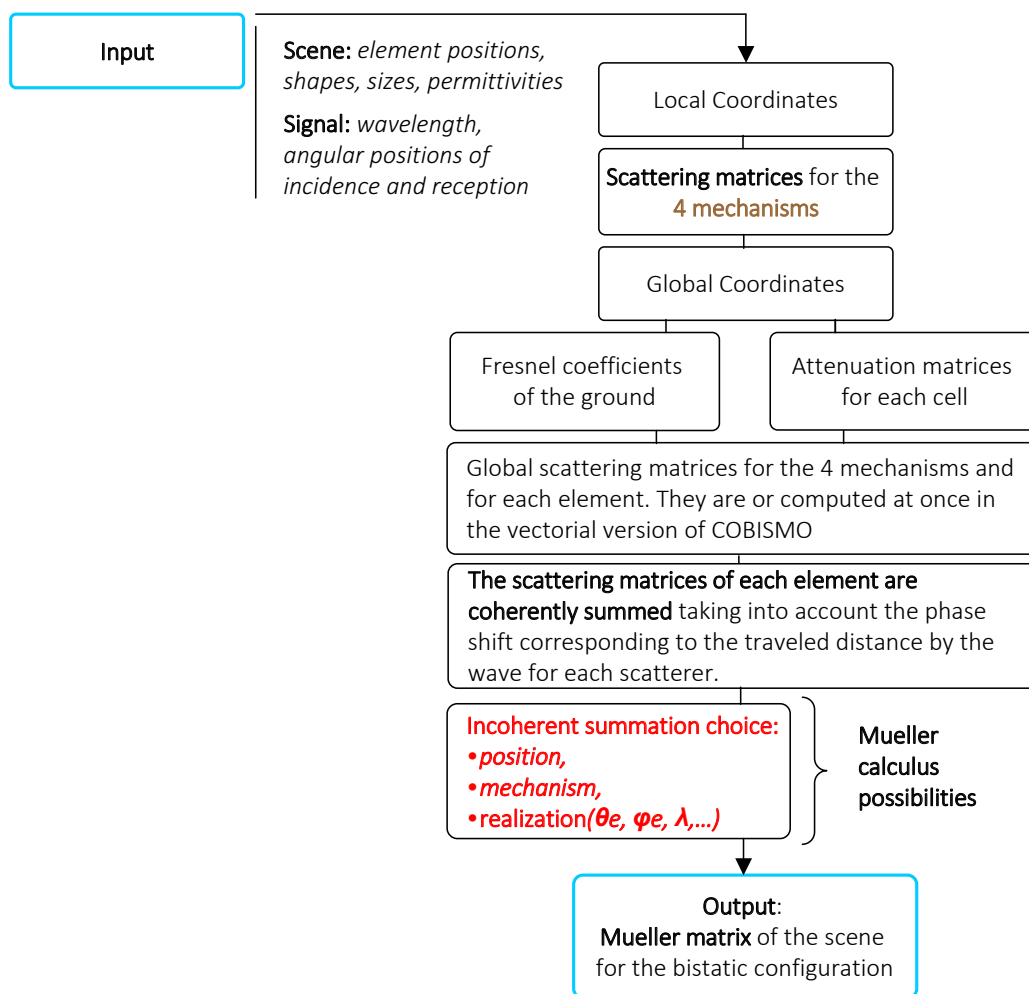 Input
Scene: element positions,
shapes, sizes, permittivities
Signal: wavelength,
angular positions of
incidence and reception
Local Coordinates
Scattering matrices for the
4 mechanisms
Global Coordinates
Fresnel coefficients
of the ground
Attenuation matrices
for each cell
Global scattering matrices for the 4 mechanisms and
for each element. They are or computed at once in
the vectorial version of COBISMO
The scattering matrices of each element are
coherently summed taking into account the phase
shift corresponding to the traveled distance by the
wave for each scatterer.
Incoherent summation choice:
•position,
•mechanism,
•realization(θe, φe, λ,...)
Mueller
calculus
possibilities
Output:
Mueller matrix of the scene
for the bistatic configuration